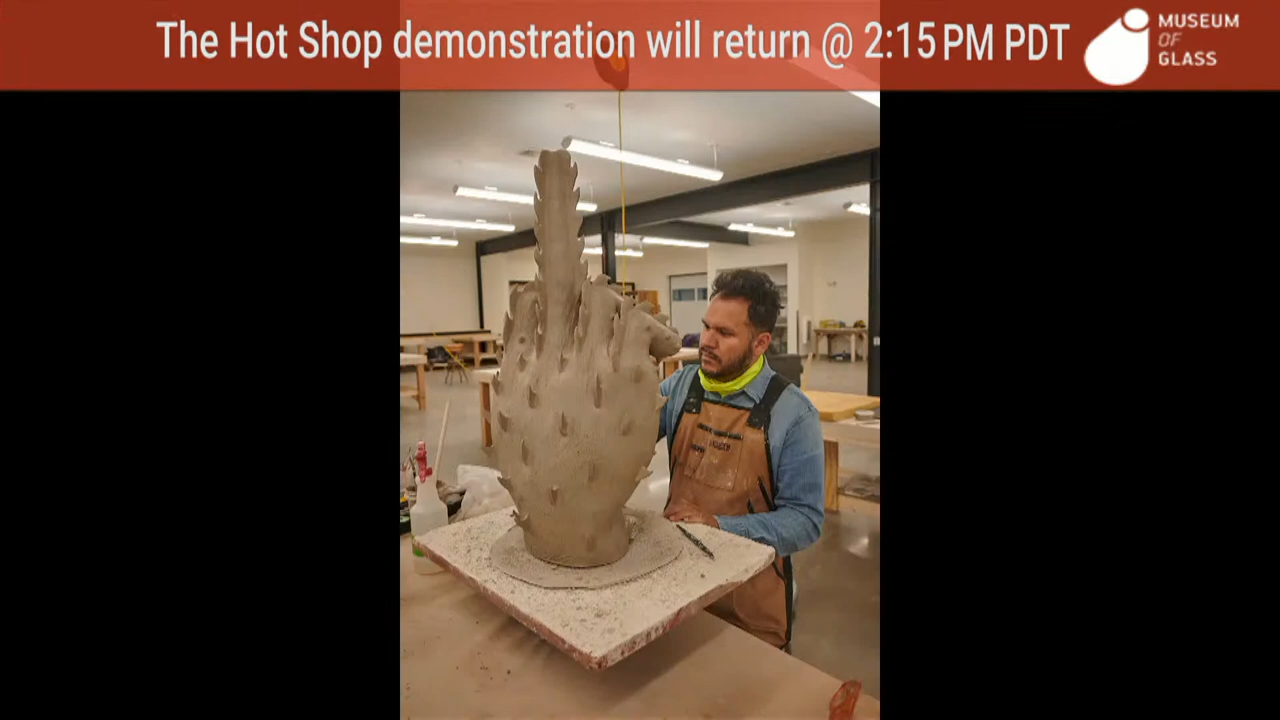 The Hot Shop demonstration will return @ 2:15 PM PDT
MUSEUM
OF
GLASS